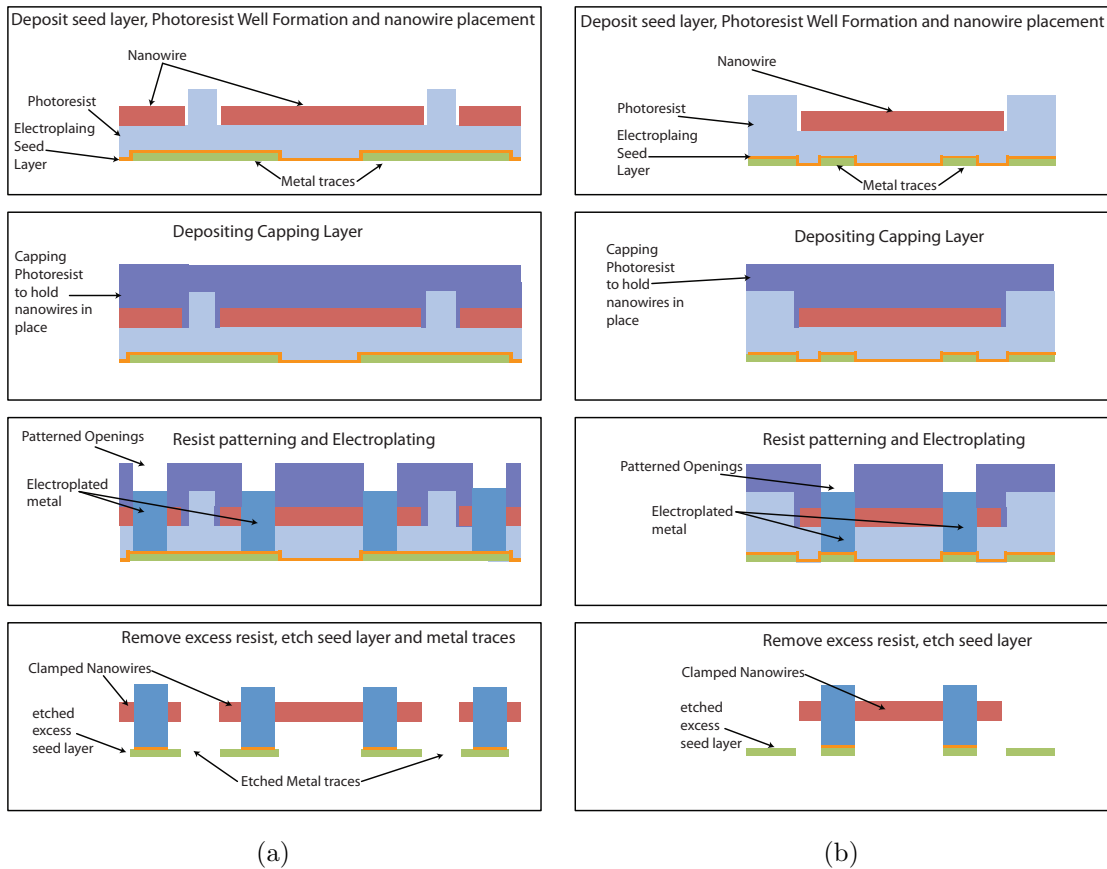 Deposit seed layer, Photoresist Well Formation and nanowire placement
Nanowire
Photoresist
Electroplaing
Seed
Layer
Metal traces
Depositing Capping Layer
Capping
Photoresist
to hold
nanowires in
place
Resist patterning and Electroplating
Patterned Openings
Electroplated
metal
Remove excess resist, etch seed layer and metal traces
Clamped Nanowires
etched
excess
seed layer
Etched Metal traces
(a)
Deposit seed layer, Photoresist Well Formation and nanowire placement
Nanowire
Photoresist
Electroplaing
Seed
Layer
Metal traces
Depositing Capping Layer
Capping
Photoresist
to hold
nanowires in
place
Resist patterning and Electroplating
Patterned Openings
Electroplated
metal
Remove excess resist, etch seed layer
Clamped Nanowires
etched
excess
seed layer
(b)